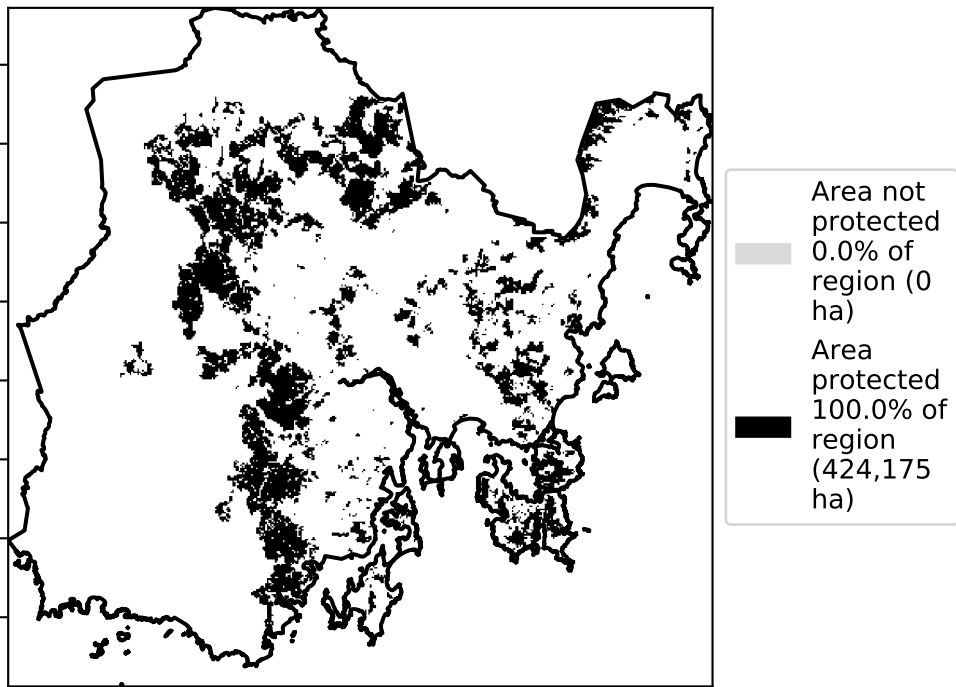 Area not
protected
0.0% of
region (0
ha)
Area
protected
100.0% of
region
(424,175
ha)